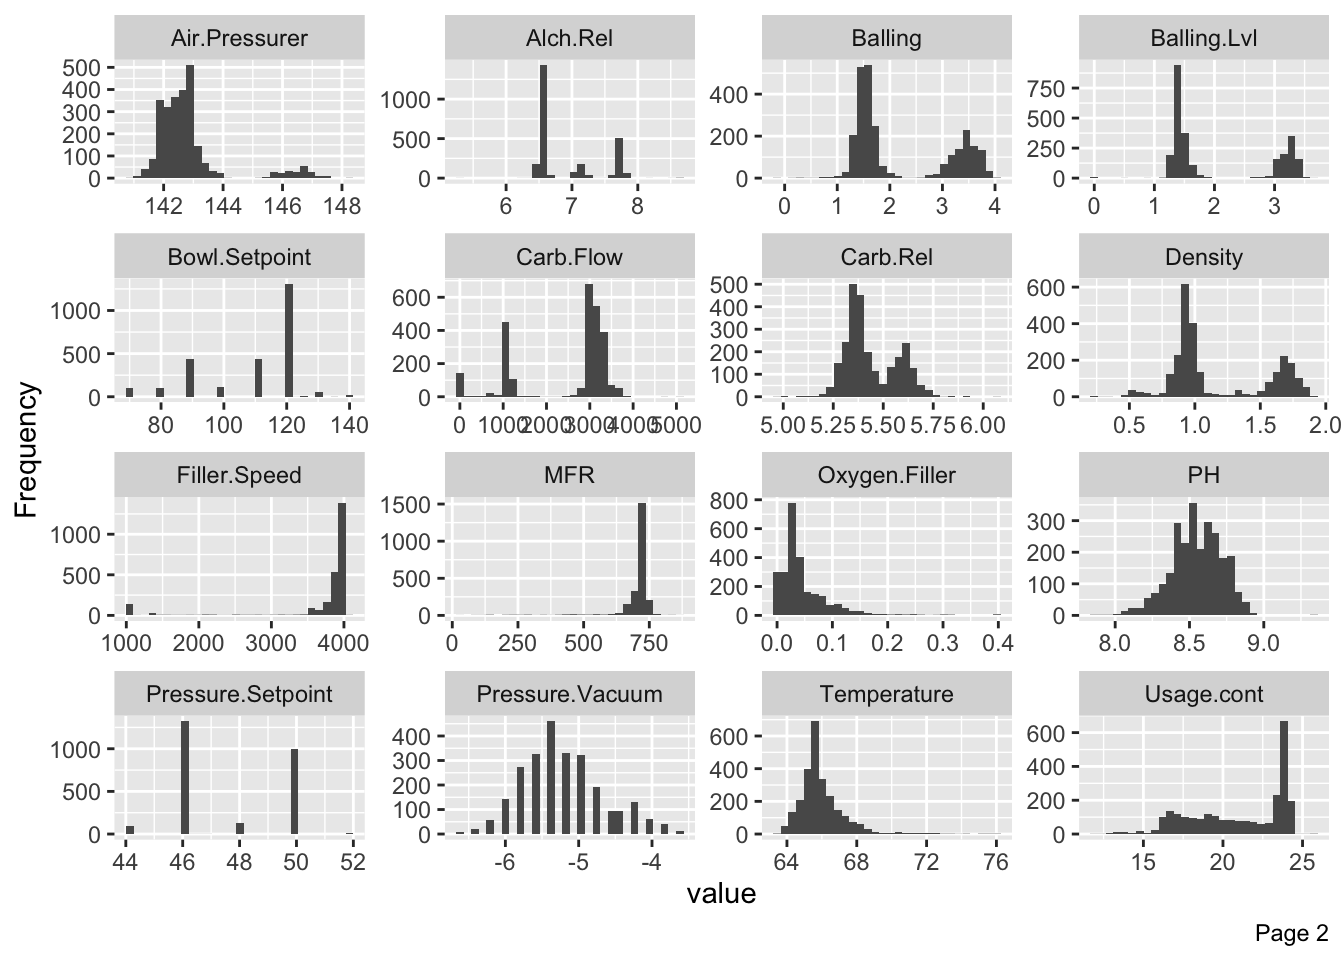 Air.Pressurer
Alch.Rel
Balling
Balling.Lvl
500
400
300
200
100
0
1000
500
0
400
200
0
750
500
250
0
142 144 146 148
6 7 8
0 1 2 3 4
0 1 2 3
Bowl.Setpoint
Carb.Flow
Carb.Rel
Density
1000
500
0
600
400
200
0
500
400
300
200
100
0
600
400
200
0
80 100 120 140
0 1000 2000 3000 4000 5000
5.00 5.25 5.50 5.75 6.00
0.5 1.0 1.5 2.0
Filler.Speed
MFR
Oxygen.Filler
PH
1000
500
0
1500
1000
500
0
800
600
400
200
0
300
200
100
0
1000 2000 3000 4000
0 250 500 750
0.0 0.1 0.2 0.3 0.4
8.0 8.5 9.0
Pressure.Setpoint
Pressure.Vacuum
Temperature
Usage.cont
1000
500
0
400
300
200
100
0
600
400
200
0
600
400
200
0
44 46 48 50 52
-6 -5 -4
64 68 72 76
15 20 25
Frequency
value
Page 2